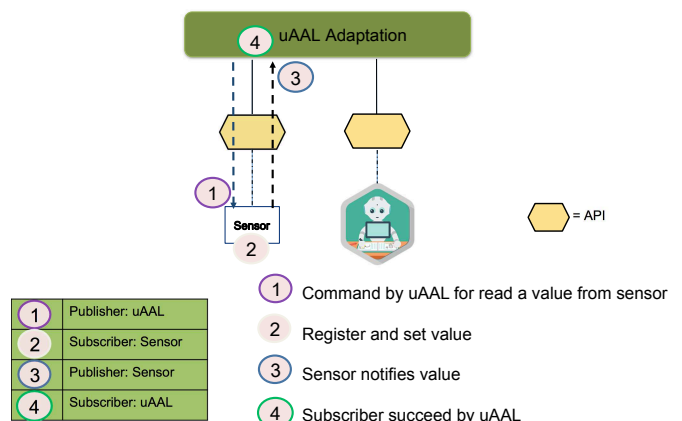 4 uAAL Adaptation
3
1
Sensor
2
= API
1 Command by uAAL for read a value from sensor
2 Register and set value
3 Sensor notifies value
4 Subscriber succeed by uAAL
1 Publisher: uAAL
2 Subscriber: Sensor
3 Publisher: Sensor
4 Subscriber: uAAL